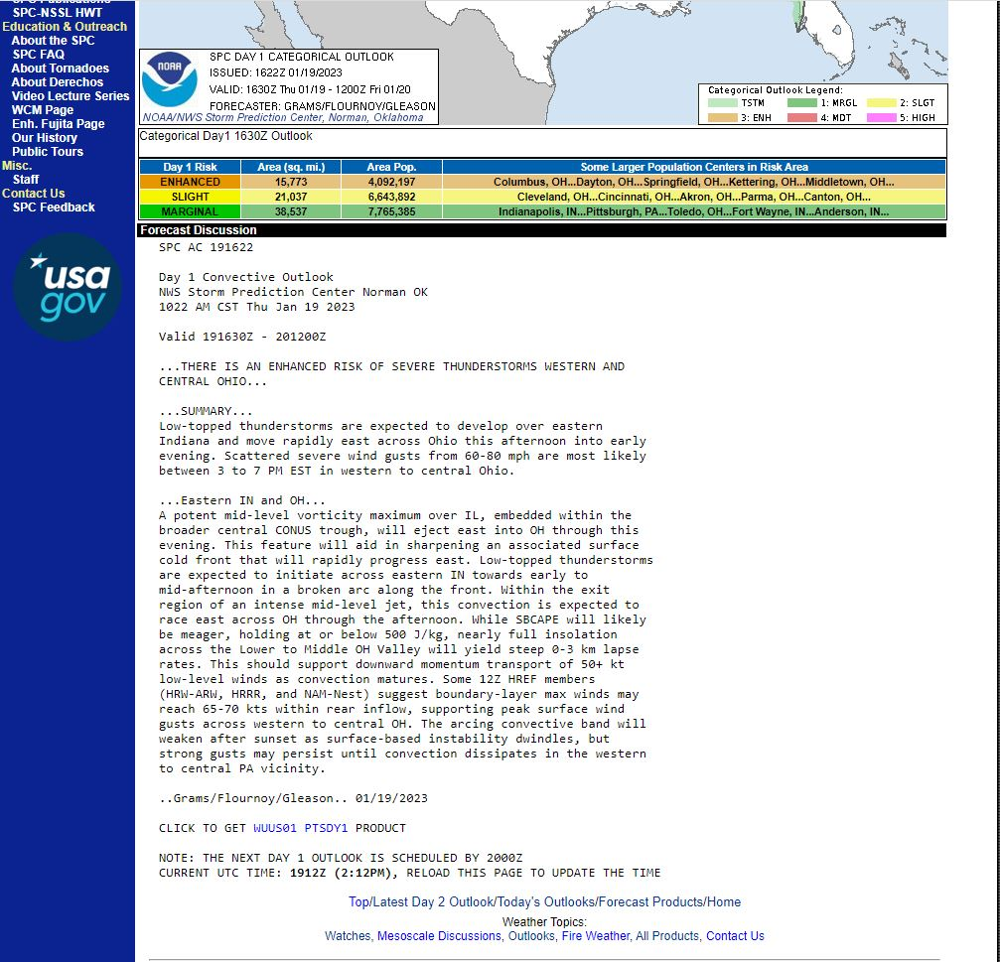 SPC Publications
SPC-NSSL HWT
Education & Outreach
About the SPC
SPC FAQ
About Tornadoes
About Derechos
Video Lecture Series
WCM Page
Enh. Fujita Page
Our History
Public Tours
Misc.
Staff
Contact Us
SPC Feedback
usa
gov
NOAA
SPC DAY 1 CATEGORICAL OUTLOOK
ISSUED: 1622Z 01/19/2023
VALID: 1630Z Thu 01/19 - 1200Z Fri 01/20
FORECASTER: GRAMS/FLOURNOY/GLEASON
NOAA/NWS Storm Prediction Center, Norman, Oklahoma
Categorical Outlook Legend:
TSTM 1: MRGL 2: SLGT
3: ENH 4: MDT 5: HIGH
Categorical Day1 1630Z Outlook
Day 1 Risk Area (sq. mi.) Area Pop. Some Larger Population Centers in Risk Area
ENHANCED 15,773 4,092,197 Columbus, OH...Dayton, OH...Springfield, OH...Kettering, OH...Middletown, OH...
SLIGHT 21,037 6,643,892 Cleveland, OH...Cincinnati, OH...Akron, OH...Parma, OH...Canton, OH...
MARGINAL 38,537 7,765,385 Indianapolis, IN...Pittsburgh, PA...Toledo, OH...Fort Wayne, IN...Anderson, IN...
Forecast Discussion
SPC AC 191622
Day 1 Convective Outlook
NWS Storm Prediction Center Norman OK
1022 AM CST Thu Jan 19 2023
Valid 191630Z - 201200Z
...THERE IS AN ENHANCED RISK OF SEVERE THUNDERSTORMS WESTERN AND
CENTRAL OHIO...
...SUMMARY...
Low-topped thunderstorms are expected to develop over eastern
Indiana and move rapidly east across Ohio this afternoon into early
evening. Scattered severe wind gusts from 60-80 mph are most likely
between 3 to 7 PM EST in western to central Ohio.
...Eastern IN and OH...
A potent mid-level vorticity maximum over IL, embedded within the
broader central CONUS trough, will eject east into OH through this
evening. This feature will aid in sharpening an associated surface
cold front that will rapidly progress east. Low-topped thunderstorms
are expected to initiate across eastern IN towards early to
mid-afternoon in a broken arc along the front. Within the exit
region of an intense mid-level jet, this convection is expected to
race east across OH through the afternoon. While SBCAPE will likely
be meager, holding at or below 500 J/kg, nearly full insolation
across the Lower to Middle OH Valley will yield steep 0-3 km lapse
rates. This should support downward momentum transport of 50+ kt
low-level winds as convection matures. Some 12Z HREF members
(HRW-ARW, HRRR, and NAM-Nest) suggest boundary-layer max winds may
reach 65-70 kts within rear inflow, supporting peak surface wind
gusts across western to central OH. The arcing convective band will
weaken after sunset as surface-based instability dwindles, but
strong gusts may persist until convection dissipates in the western
to central PA vicinity.
..Grams/Flournoy/Gleason.. 01/19/2023
CLICK TO GET WUUS01 PTSDY1 PRODUCT
NOTE: THE NEXT DAY 1 OUTLOOK IS SCHEDULED BY 2000Z
CURRENT UTC TIME: 1912Z (2:12PM), RELOAD THIS PAGE TO UPDATE THE TIME
Top/Latest Day 2 Outlook/Today's Outlooks/Forecast Products/Home
Weather Topics:
Watches, Mesoscale Discussions, Outlooks, Fire Weather, All Products, Contact Us